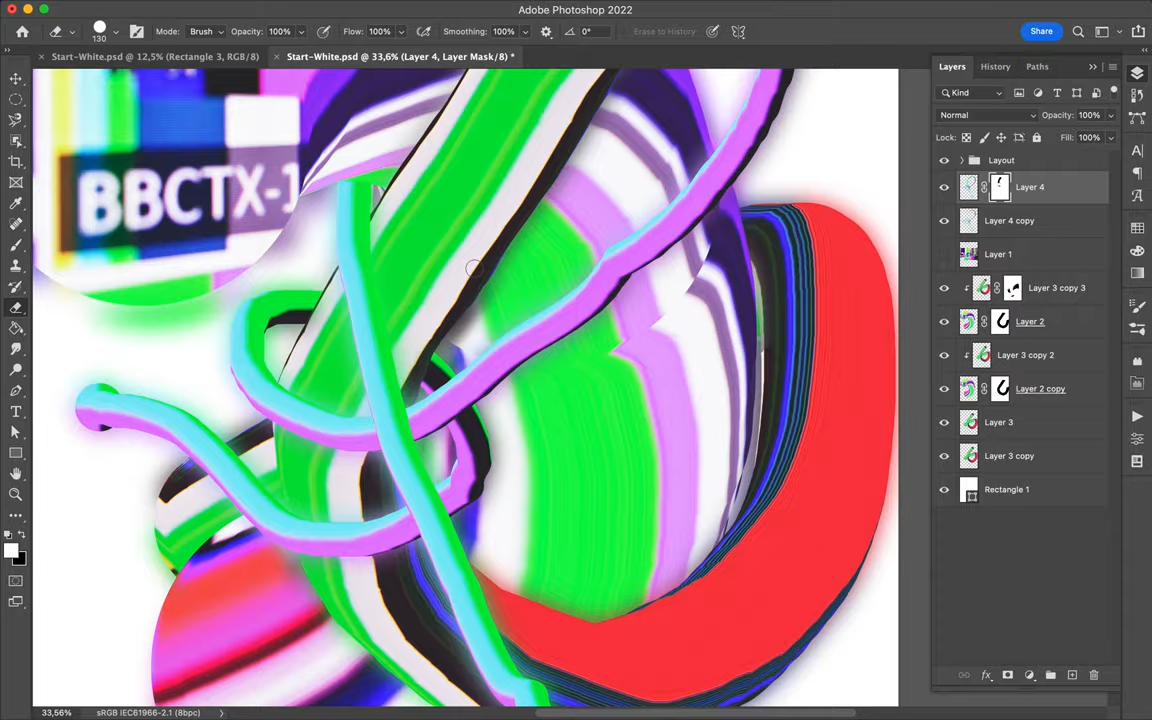 Adobe Photoshop 2022
130
Mode: Brush
Opacity: 100%
Flow: 100%
Smoothing: 100%
0°
Erase to History
Share
Start-White.psd @ 12,5% (Rectangle 3, RGB/8)
Start-White.psd @ 33,6% (Layer 4, Layer Mask/8) *
Layers
History
Paths
Kind
Normal
Opacity: 100%
Lock:
Fill: 100%
Layout
Layer 4
Layer 4 copy
Layer 1
Layer 3 copy 3
Layer 2
Layer 3 copy 2
Layer 2 copy
Layer 3
Layer 3 copy
Rectangle 1
BBCTX-1
33,56%
sRGB IEC61966-2.1 (8bpc)